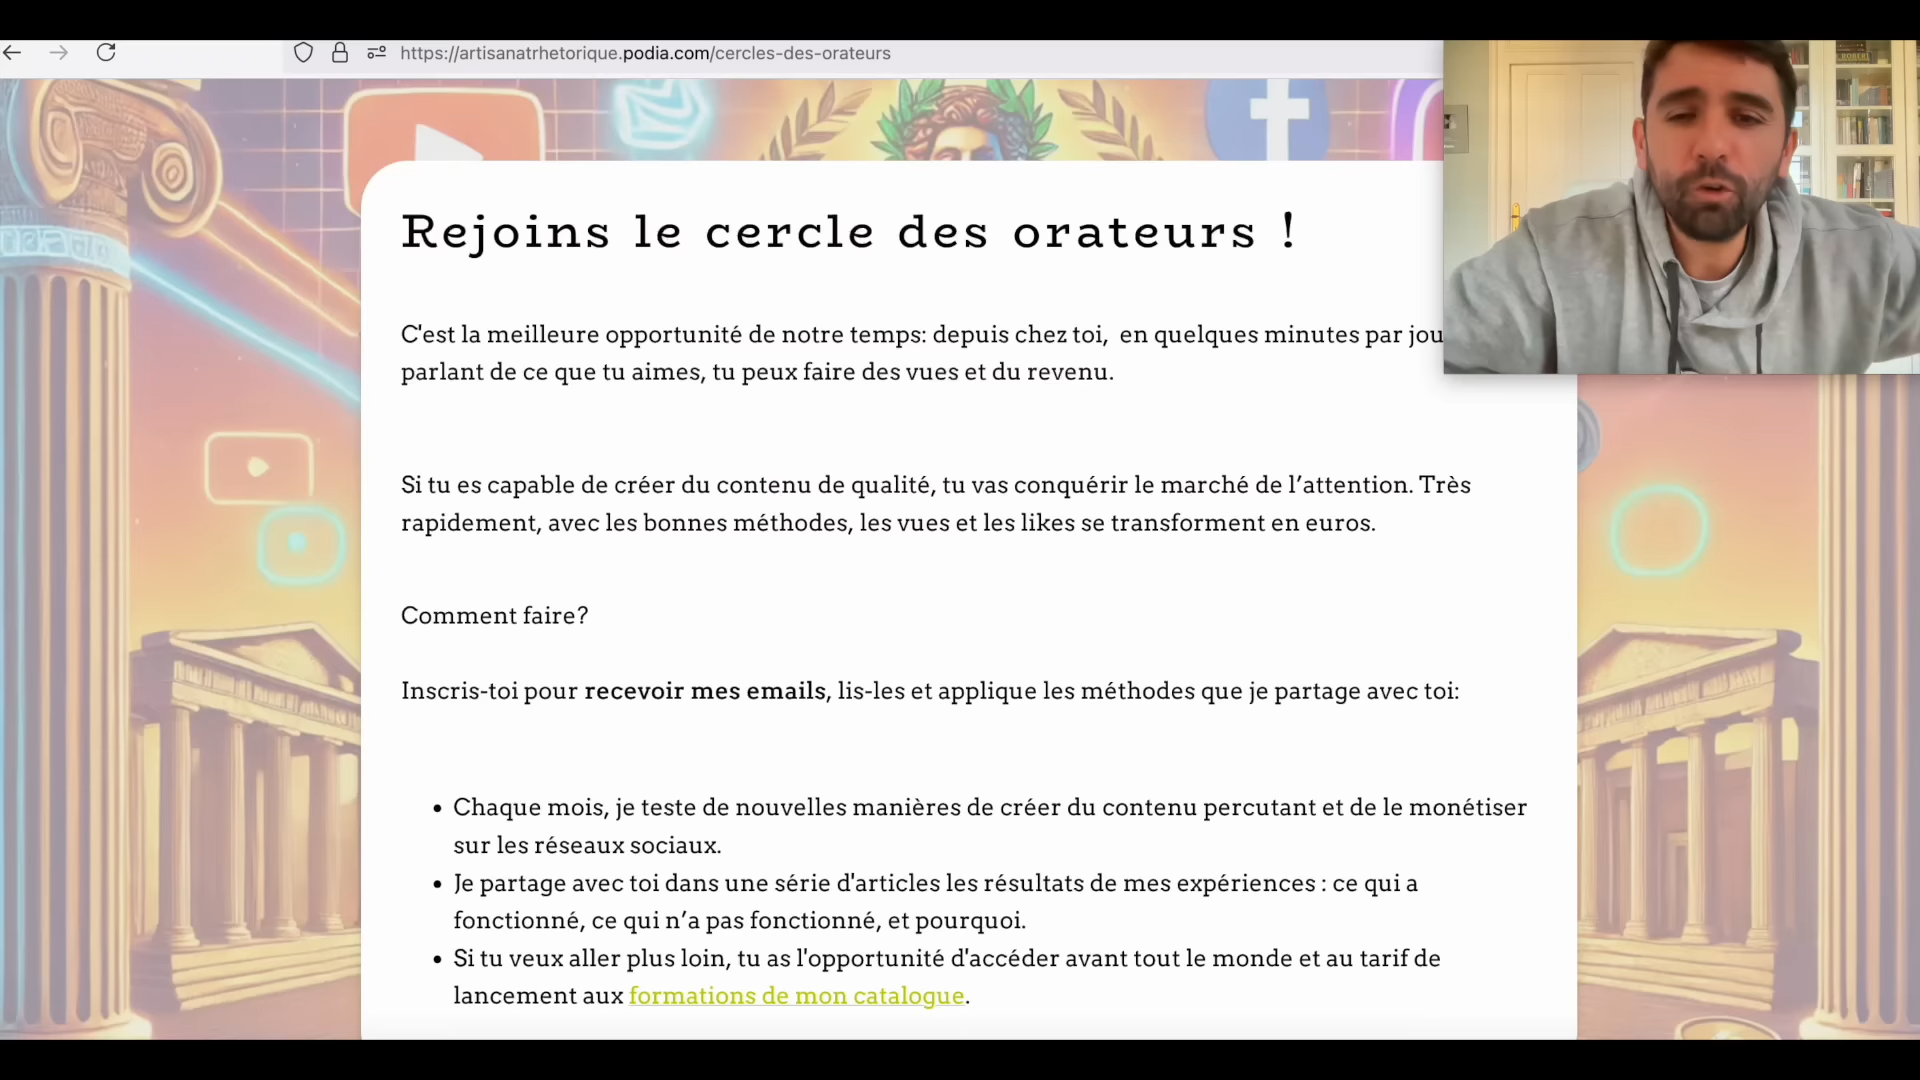 https://artisanatrhetorique.podia.com/cercles-des-orateurs
Rejoins le cercle des orateurs !
C'est la meilleure opportunité de notre temps: depuis chez toi, en quelques minutes par jou
parlant de ce que tu aimes, tu peux faire des vues et du revenu.
Si tu es capable de créer du contenu de qualité, tu vas conquérir le marché de l’attention. Très
rapidement, avec les bonnes méthodes, les vues et les likes se transforment en euros.
Comment faire?
Inscris-toi pour recevoir mes emails, lis-les et applique les méthodes que je partage avec toi:
• Chaque mois, je teste de nouvelles manières de créer du contenu percutant et de le monétiser
sur les réseaux sociaux.
• Je partage avec toi dans une série d'articles les résultats de mes expériences : ce qui a
fonctionné, ce qui n’a pas fonctionné, et pourquoi.
• Si tu veux aller plus loin, tu as l'opportunité d'accéder avant tout le monde et au tarif de
lancement aux formations de mon catalogue.